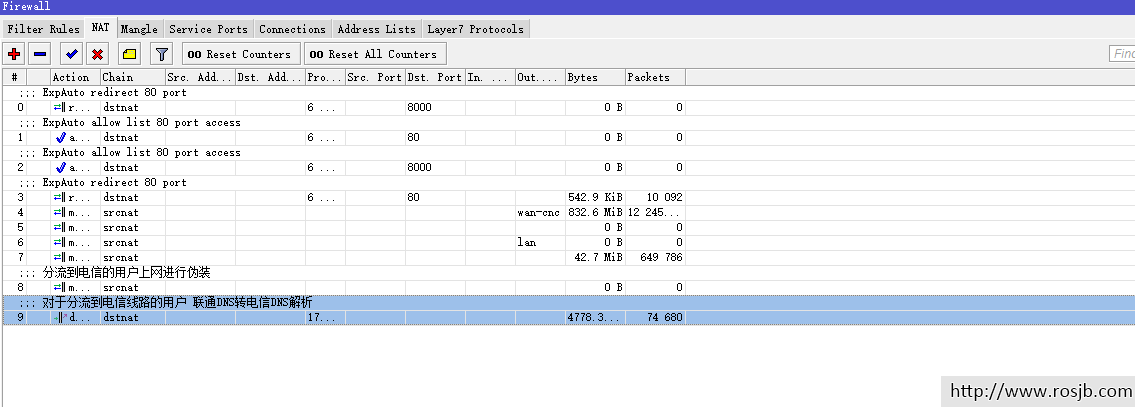 Firewall
Filter Rules NAT Mangle Service Ports Connections Address Lists Layer7 Protocols
00 Reset Counters 00 Reset All Counters Find
# Action Chain Src. Add... Dst. Add... Pro... Src. Port Dst. Port In. ... Out.... Bytes Packets
;;; ExpAuto redirect 80 port
0 r... dstnat 6 ... 8000 0 B 0
;;; ExpAuto allow list 80 port access
1 a... dstnat 6 ... 80 0 B 0
;;; ExpAuto allow list 80 port access
2 a... dstnat 6 ... 8000 0 B 0
;;; ExpAuto redirect 80 port
3 r... dstnat 6 ... 80 542.9 KiB 10 092
4 m... srcnat wan-cnc 832.6 MiB 12 245...
5 m... srcnat 0 B 0
6 m... srcnat lan 0 B 0
7 m... srcnat 42.7 MiB 649 786
;;; 分流到电信的用户上网进行伪装
8 m... srcnat 0 B 0
;;; 对于分流到电信线路的用户 联通DNS转电信DNS解析
9 d... dstnat 17... 4778.3... 74 680
http://www.rosjb.com